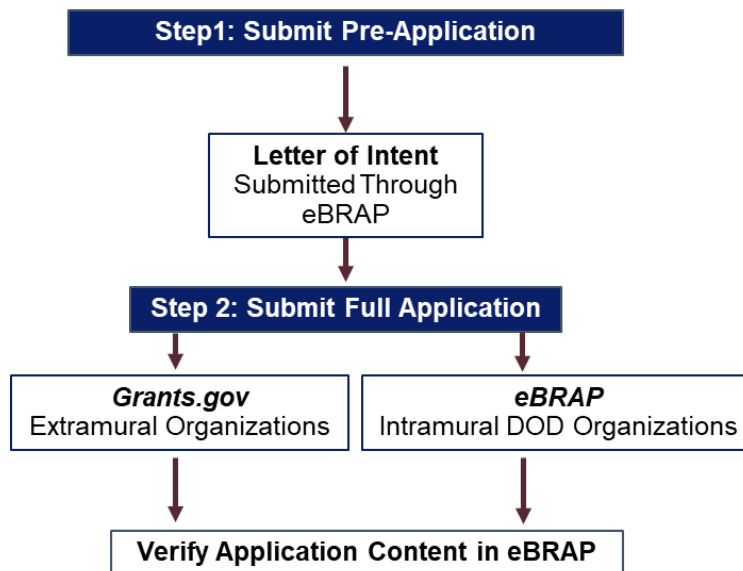 Step1: Submit Pre-Application
Letter of Intent
Submitted Through
eBRAP
Step 2: Submit Full Application
Grants.gov
Extramural Organizations
eBRAP
Intramural DOD Organizations
Verify Application Content in eBRAP